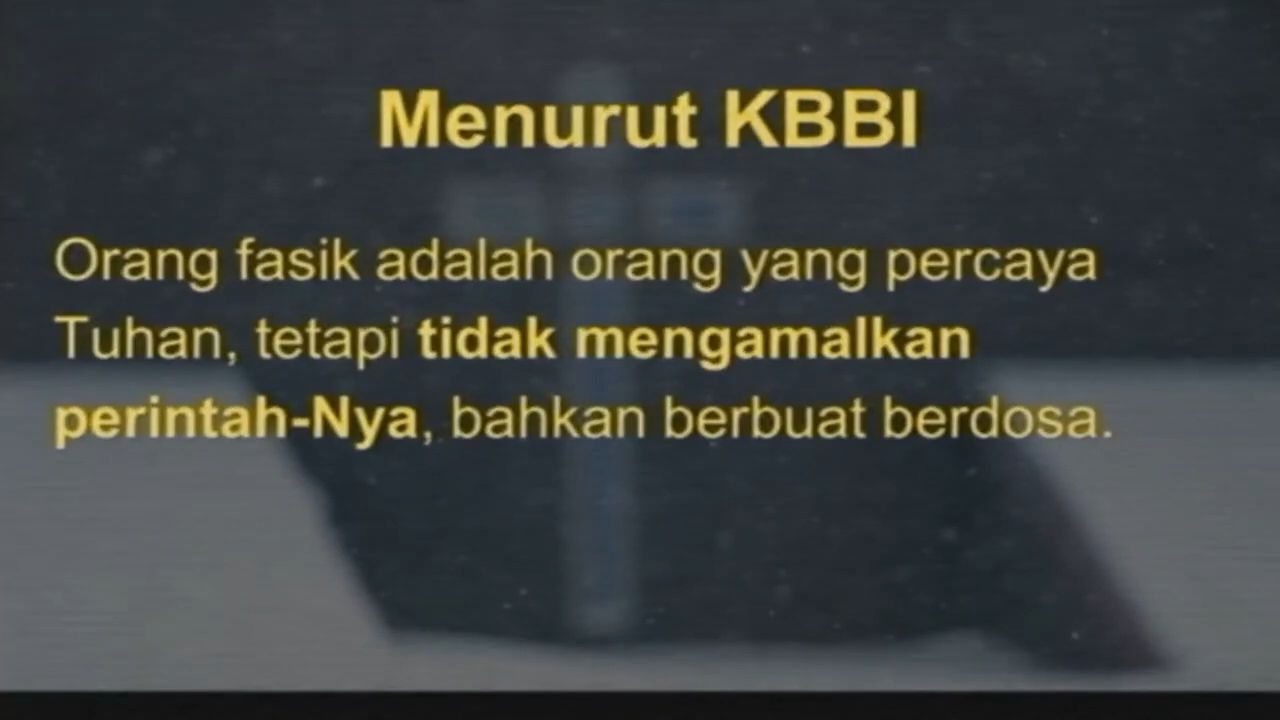 Menurut KBBI
Orang fasik adalah orang yang percaya
Tuhan, tetapi tidak mengamalkan
perintah-Nya, bahkan berbuat berdosa.